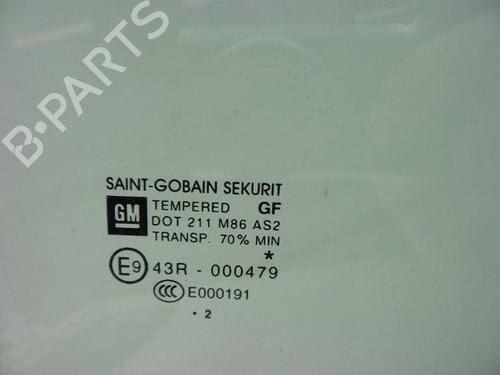 B-PARTS
SAINT-GOBAIN SEKURIT
GM TEMPERED GF
DOT 211 M86 AS2
TRANSP. 70% MIN
*
E9 43R - 000479
CCC E000191
· 2